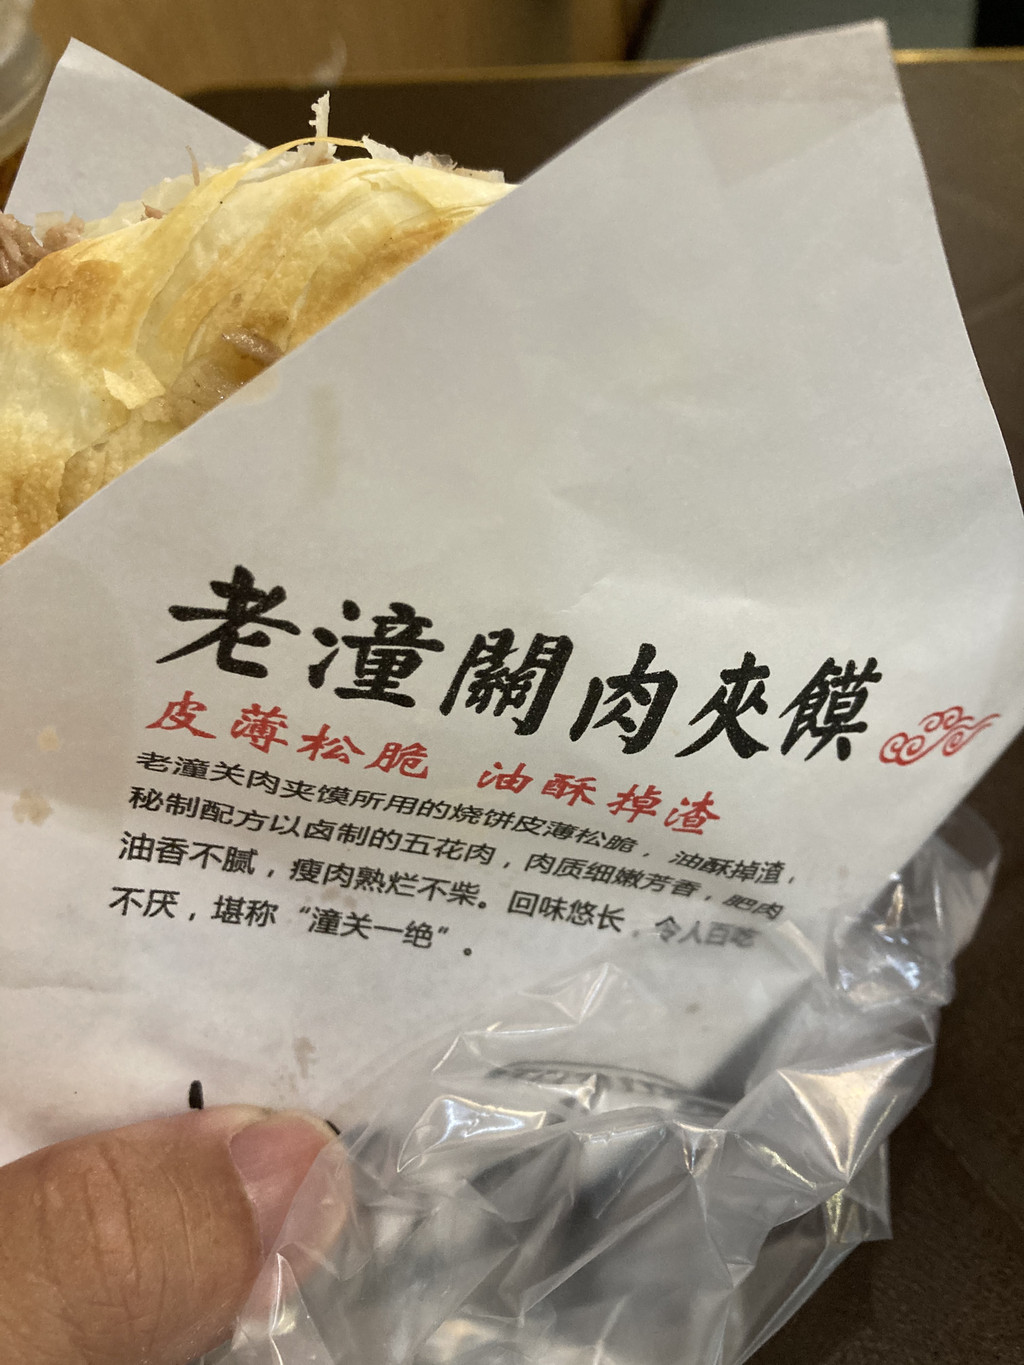 老潼關肉夾饃
皮薄松脆 油酥掉渣
老潼关肉夹馍所用的烧饼皮薄松脆，油酥掉渣，
秘制配方以卤制的五花肉，肉质细嫩芳香，肥肉
油香不腻，瘦肉熟烂不柴。回味悠长，令人百吃
不厌，堪称“潼关一绝”。